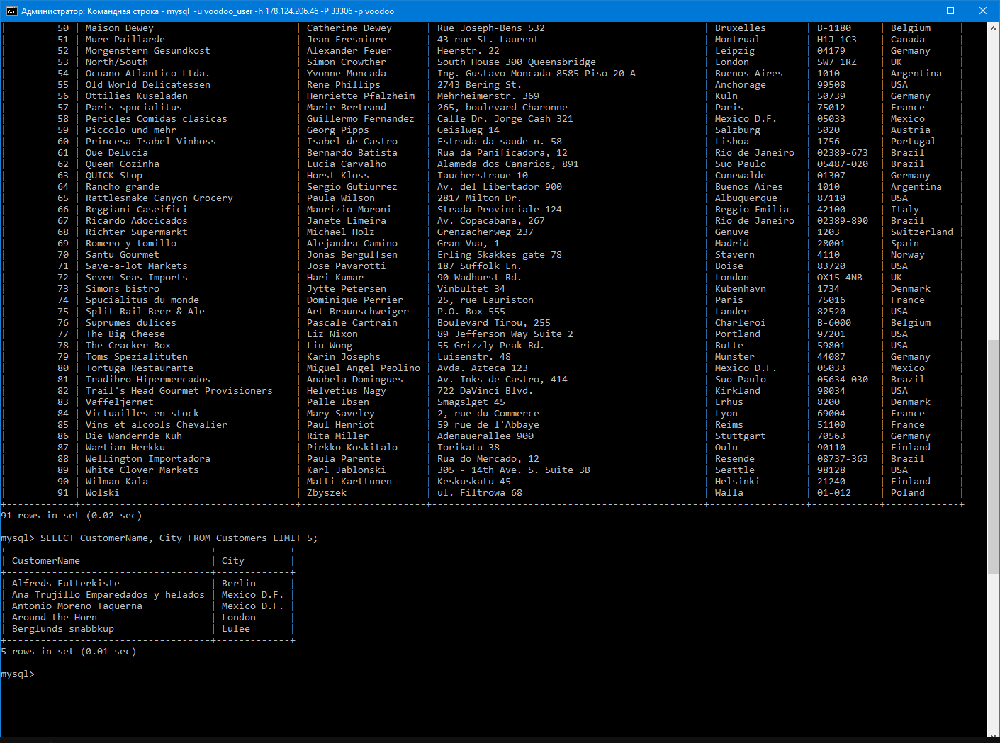 Администратор: Командная строка - mysql  -u voodoo_user -h 178.124.206.46 -P 33306 -p voodoo
|         50 | Maison Dewey                         | Catherine Dewey      | Rue Joseph-Bens 532                            | Bruxelles       | B-1180     | Belgium     |
|         51 | Mure Paillarde                       | Jean Fresniure       | 43 rue St. Laurent                             | Montrual        | H1J 1C3    | Canada      |
|         52 | Morgenstern Gesundkost               | Alexander Feuer      | Heerstr. 22                                    | Leipzig         | 04179      | Germany     |
|         53 | North/South                          | Simon Crowther       | South House 300 Queensbridge                   | London          | SW7 1RZ    | UK          |
|         54 | Ocuano Atlantico Ltda.               | Yvonne Moncada       | Ing. Gustavo Moncada 8585 Piso 20-A            | Buenos Aires    | 1010       | Argentina   |
|         55 | Old World Delicatessen               | Rene Phillips        | 2743 Bering St.                                | Anchorage       | 99508      | USA         |
|         56 | Ottilies Kuseladen                   | Henriette Pfalzheim  | Mehrheimerstr. 369                             | Kuln            | 50739      | Germany     |
|         57 | Paris spucialitus                    | Marie Bertrand       | 265, boulevard Charonne                        | Paris           | 75012      | France      |
|         58 | Pericles Comidas clasicas            | Guillermo Fernandez  | Calle Dr. Jorge Cash 321                       | Mexico D.F.     | 05033      | Mexico      |
|         59 | Piccolo und mehr                     | Georg Pipps          | Geislweg 14                                    | Salzburg        | 5020       | Austria     |
|         60 | Princesa Isabel Vinhoss              | Isabel de Castro     | Estrada da saude n. 58                         | Lisboa          | 1756       | Portugal    |
|         61 | Que Delucia                          | Bernardo Batista     | Rua da Panificadora, 12                        | Rio de Janeiro  | 02389-673  | Brazil      |
|         62 | Queen Cozinha                        | Lucia Carvalho       | Alameda dos Canarios, 891                      | Suo Paulo       | 05487-020  | Brazil      |
|         63 | QUICK-Stop                           | Horst Kloss          | Taucherstraue 10                               | Cunewalde       | 01307      | Germany     |
|         64 | Rancho grande                        | Sergio Gutiurrez     | Av. del Libertador 900                         | Buenos Aires    | 1010       | Argentina   |
|         65 | Rattlesnake Canyon Grocery           | Paula Wilson         | 2817 Milton Dr.                                | Albuquerque     | 87110      | USA         |
|         66 | Reggiani Caseifici                   | Maurizio Moroni      | Strada Provinciale 124                         | Reggio Emilia   | 42100      | Italy       |
|         67 | Ricardo Adocicados                   | Janete Limeira       | Av. Copacabana, 267                            | Rio de Janeiro  | 02389-890  | Brazil      |
|         68 | Richter Supermarkt                   | Michael Holz         | Grenzacherweg 237                              | Genuve          | 1203       | Switzerland |
|         69 | Romero y tomillo                     | Alejandra Camino     | Gran Vua, 1                                    | Madrid          | 28001      | Spain       |
|         70 | Santu Gourmet                        | Jonas Bergulfsen     | Erling Skakkes gate 78                         | Stavern         | 4110       | Norway      |
|         71 | Save-a-lot Markets                   | Jose Pavarotti       | 187 Suffolk Ln.                                | Boise           | 83720      | USA         |
|         72 | Seven Seas Imports                   | Hari Kumar           | 90 Wadhurst Rd.                                | London          | OX15 4NB   | UK          |
|         73 | Simons bistro                        | Jytte Petersen       | Vinbultet 34                                   | Kubenhavn       | 1734       | Denmark     |
|         74 | Spucialitus du monde                 | Dominique Perrier    | 25, rue Lauriston                              | Paris           | 75016      | France      |
|         75 | Split Rail Beer & Ale                | Art Braunschweiger   | P.O. Box 555                                   | Lander          | 82520      | USA         |
|         76 | Suprumes dulices                     | Pascale Cartrain     | Boulevard Tirou, 255                           | Charleroi       | B-6000     | Belgium     |
|         77 | The Big Cheese                       | Liz Nixon            | 89 Jefferson Way Suite 2                       | Portland        | 97201      | USA         |
|         78 | The Cracker Box                      | Liu Wong             | 55 Grizzly Peak Rd.                            | Butte           | 59801      | USA         |
|         79 | Toms Spezialituten                   | Karin Josephs        | Luisenstr. 48                                  | Munster         | 44087      | Germany     |
|         80 | Tortuga Restaurante                  | Miguel Angel Paolino | Avda. Azteca 123                               | Mexico D.F.     | 05033      | Mexico      |
|         81 | Tradibro Hipermercados               | Anabela Domingues    | Av. Inks de Castro, 414                        | Suo Paulo       | 05634-030  | Brazil      |
|         82 | Trail's Head Gourmet Provisioners    | Helvetius Nagy       | 722 DaVinci Blvd.                              | Kirkland        | 98034      | USA         |
|         83 | Vaffeljernet                         | Palle Ibsen          | Smagslget 45                                   | Erhus           | 8200       | Denmark     |
|         84 | Victuailles en stock                 | Mary Saveley         | 2, rue du Commerce                             | Lyon            | 69004      | France      |
|         85 | Vins et alcools Chevalier            | Paul Henriot         | 59 rue de l'Abbaye                             | Reims           | 51100      | France      |
|         86 | Die Wandernde Kuh                    | Rita Miller          | Adenauerallee 900                              | Stuttgart       | 70563      | Germany     |
|         87 | Wartian Herkku                       | Pirkko Koskitalo     | Torikatu 38                                    | Oulu            | 90110      | Finland     |
|         88 | Wellington Importadora               | Paula Parente        | Rua do Mercado, 12                             | Resende         | 08737-363  | Brazil      |
|         89 | White Clover Markets                 | Karl Jablonski       | 305 - 14th Ave. S. Suite 3B                    | Seattle         | 98128      | USA         |
|         90 | Wilman Kala                          | Matti Karttunen      | Keskuskatu 45                                  | Helsinki        | 21240      | Finland     |
|         91 | Wolski                               | Zbyszek              | ul. Filtrowa 68                                | Walla           | 01-012     | Poland      |
+------------+--------------------------------------+----------------------+------------------------------------------------+-----------------+------------+-------------+
91 rows in set (0.02 sec)
mysql> SELECT CustomerName, City FROM Customers LIMIT 5;
+------------------------------------+-------------+
| CustomerName                       | City        |
+------------------------------------+-------------+
| Alfreds Futterkiste                | Berlin      |
| Ana Trujillo Emparedados y helados | Mexico D.F. |
| Antonio Moreno Taquerna            | Mexico D.F. |
| Around the Horn                    | London      |
| Berglunds snabbkup                 | Lulee       |
+------------------------------------+-------------+
5 rows in set (0.01 sec)
mysql>